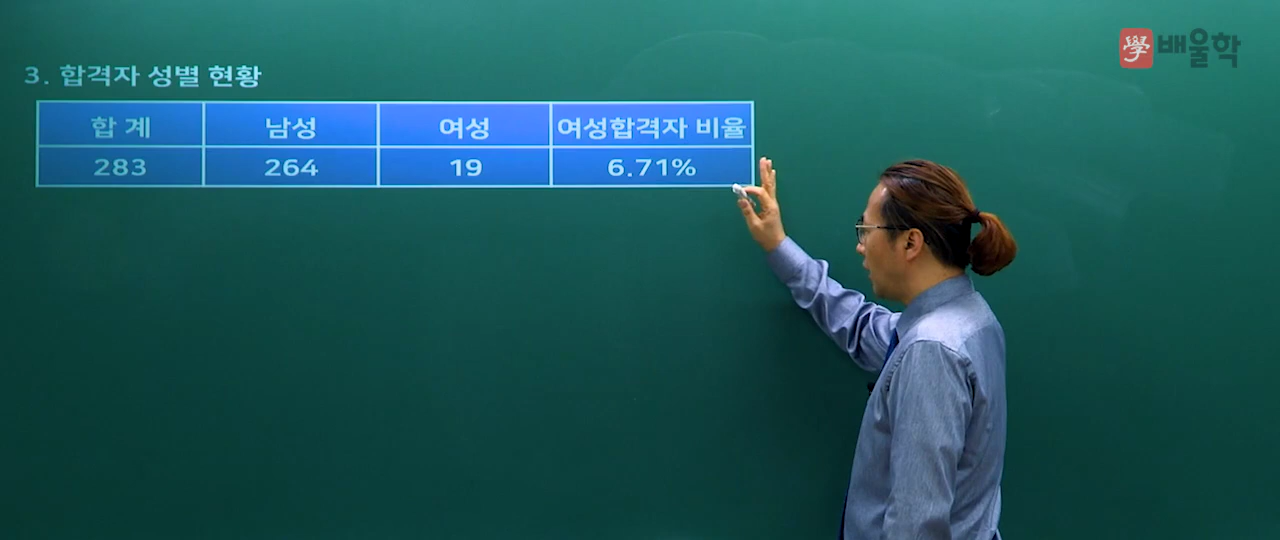 學 배울학
3. 합격자 성별 현황
합 계 남성 여성 여성합격자 비율
283 264 19 6.71%